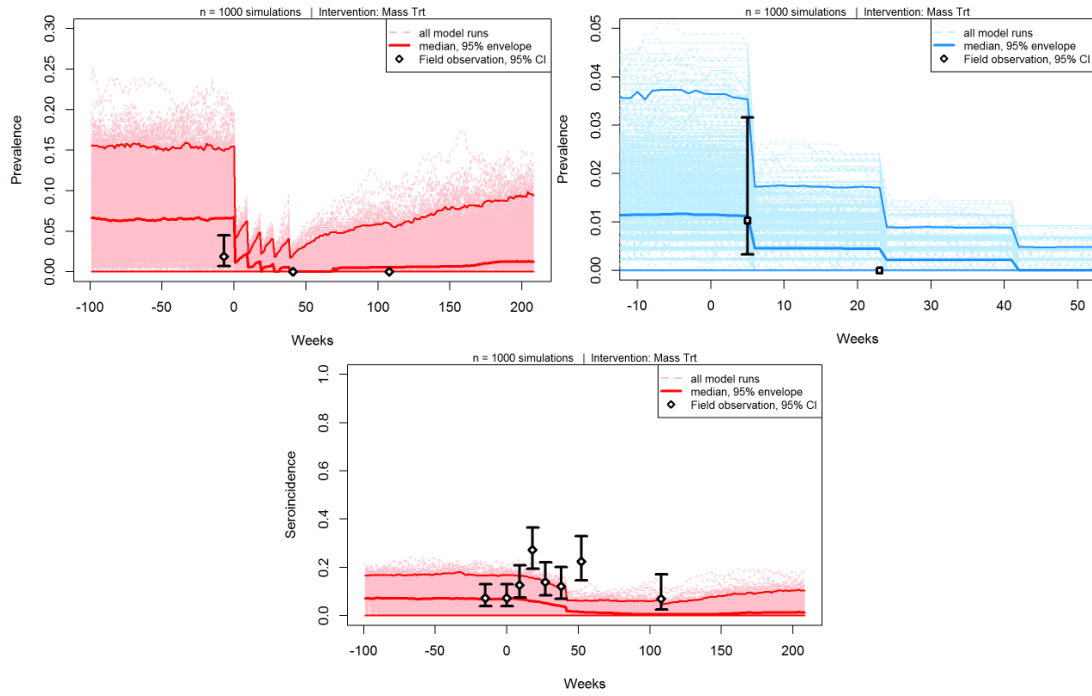 n = 1000 simulations | Intervention: Mass Trt
all model runs
median, 95% envelope
Field observation, 95% CI
Prevalence
0.30
0.25
0.20
0.15
0.10
0.05
0.00
-100 -50 0 50 100 150 200
Weeks
n = 1000 simulations | Intervention: Mass Trt
all model runs
median, 95% envelope
Field observation, 95% CI
Prevalence
0.05
0.04
0.03
0.02
0.01
0.00
-10 0 10 20 30 40 50
Weeks
n = 1000 simulations | Intervention: Mass Trt
all model runs
median, 95% envelope
Field observation, 95% CI
Seroincidence
1.0
0.8
0.6
0.4
0.2
0.0
-100 -50 0 50 100 150 200
Weeks